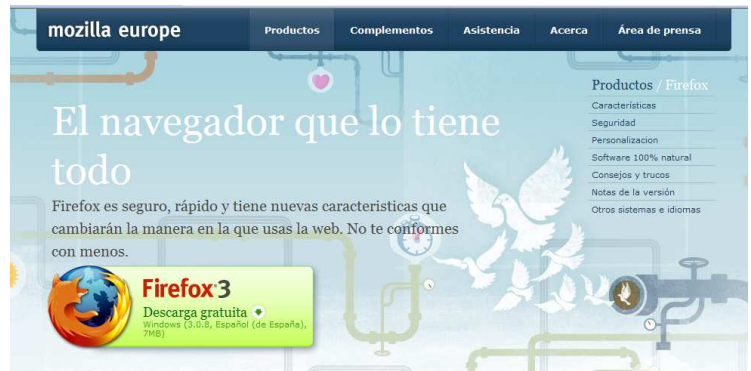 mozilla europe
Productos Complementos Asistencia Acerca Área de prensa
Productos / Firefox
Características
Seguridad
Personalizacion
Software 100% natural
Consejos y trucos
Notas de la versión
Otros sistemas e idiomas
El navegador que lo tiene
todo
Firefox es seguro, rápido y tiene nuevas caracteristicas que
cambiarán la manera en la que usas la web. No te conformes
con menos.
Firefox 3
Descarga gratuita
Windows (3.0.8, Español (de España),
7MB)